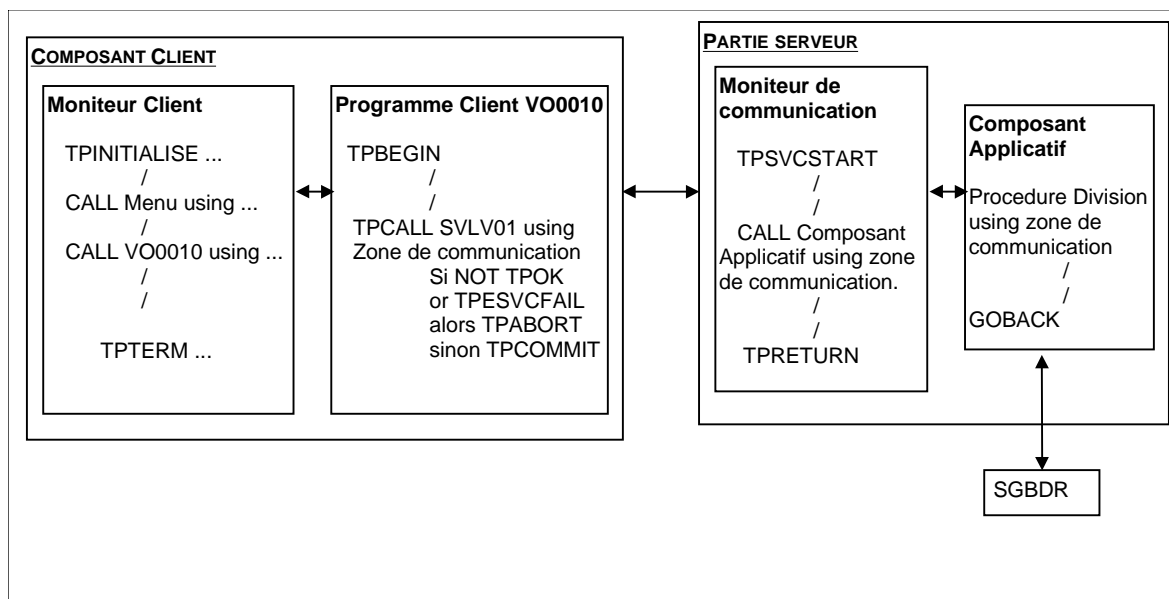 COMPOSANT CLIENT
Moniteur Client
TPINITIALISE ...
/
CALL Menu using ...
/
CALL VO0010 using ...
/
/
TPTERM ...
Programme Client VO0010
TPBEGIN
/
/
TPCALL SVLV01 using
Zone de communication
Si NOT TPOK
or TPESVCFAIL
alors TPABORT
sinon TPCOMMIT
PARTIE SERVEUR
Moniteur de
communication
TPSVCSTART
/
/
CALL Composant
Applicatif using zone
de communication.
/
/
TPRETURN
Composant
Applicatif
Procedure Division
using zone de
communication
/
/
GOBACK
SGBDR